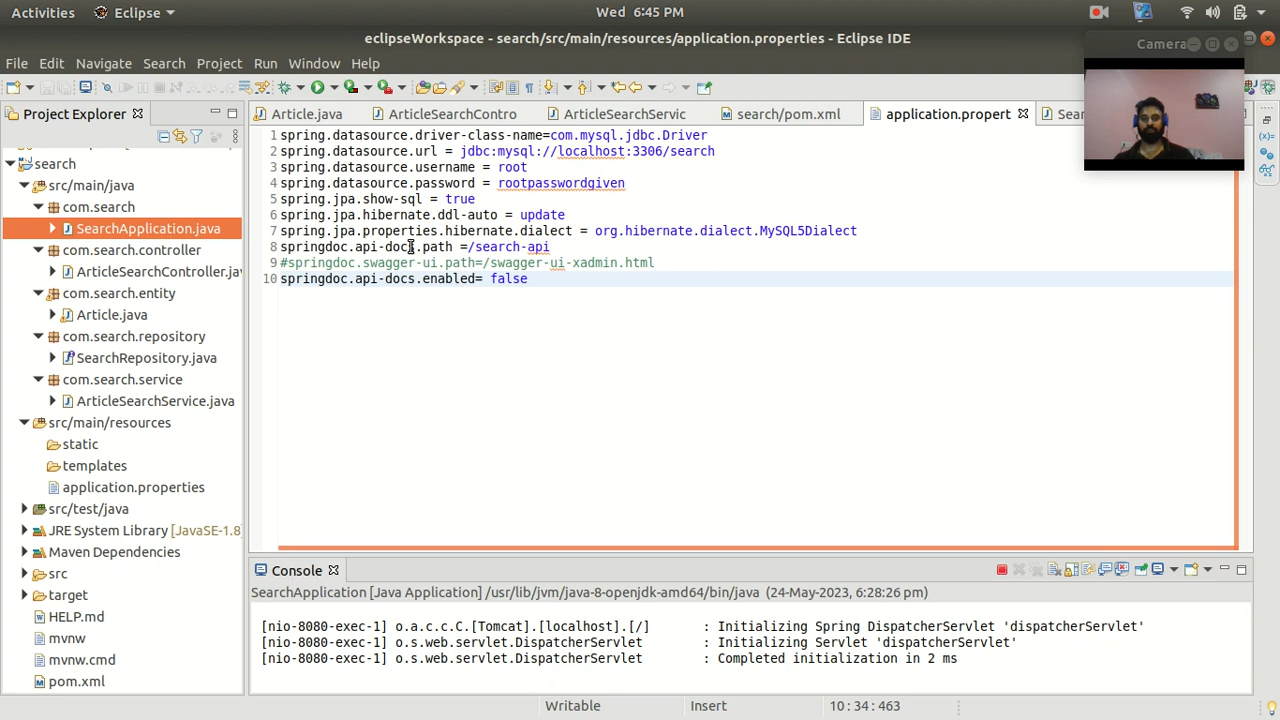 Activities Eclipse Wed 6:45 PM
eclipseWorkspace - search/src/main/resources/application.properties - Eclipse IDE
Camera
File Edit Navigate Search Project Run Window Help
Project Explorer
Article.java ArticleSearchContro ArticleSearchServic search/pom.xml application.propert Sear
search
src/main/java
com.search
SearchApplication.java
com.search.controller
ArticleSearchController.jav
com.search.entity
Article.java
com.search.repository
SearchRepository.java
com.search.service
ArticleSearchService.java
src/main/resources
static
templates
application.properties
src/test/java
JRE System Library [JavaSE-1.8]
Maven Dependencies
src
target
HELP.md
mvnw
mvnw.cmd
pom.xml
1 spring.datasource.driver-class-name=com.mysql.jdbc.Driver
2 spring.datasource.url = jdbc:mysql://localhost:3306/search
3 spring.datasource.username = root
4 spring.datasource.password = rootpasswordgiven
5 spring.jpa.show-sql = true
6 spring.jpa.hibernate.ddl-auto = update
7 spring.jpa.properties.hibernate.dialect = org.hibernate.dialect.MySQL5Dialect
8 springdoc.api-docs.path =/search-api
9 #springdoc.swagger-ui.path=/swagger-ui-xadmin.html
10 springdoc.api-docs.enabled= false
Console
SearchApplication [Java Application] /usr/lib/jvm/java-8-openjdk-amd64/bin/java (24-May-2023, 6:28:26 pm)
[nio-8080-exec-1] o.a.c.c.C.[Tomcat].[localhost].[/] : Initializing Spring DispatcherServlet 'dispatcherServlet'
[nio-8080-exec-1] o.s.web.servlet.DispatcherServlet : Initializing Servlet 'dispatcherServlet'
[nio-8080-exec-1] o.s.web.servlet.DispatcherServlet : Completed initialization in 2 ms
Writable Insert 10:34:463